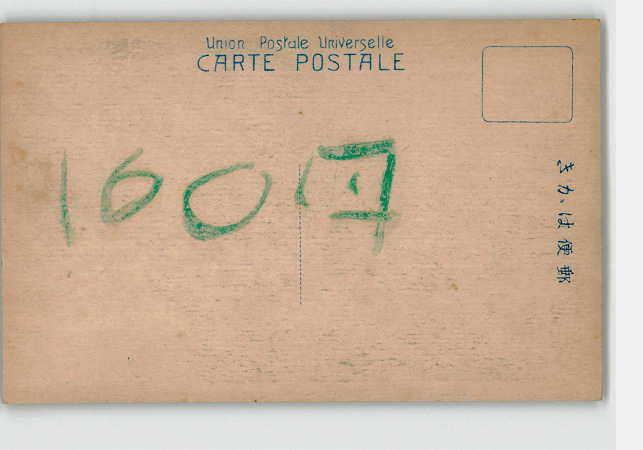 Union Postale Universelle
CARTE POSTALE
160円
きかは便郵